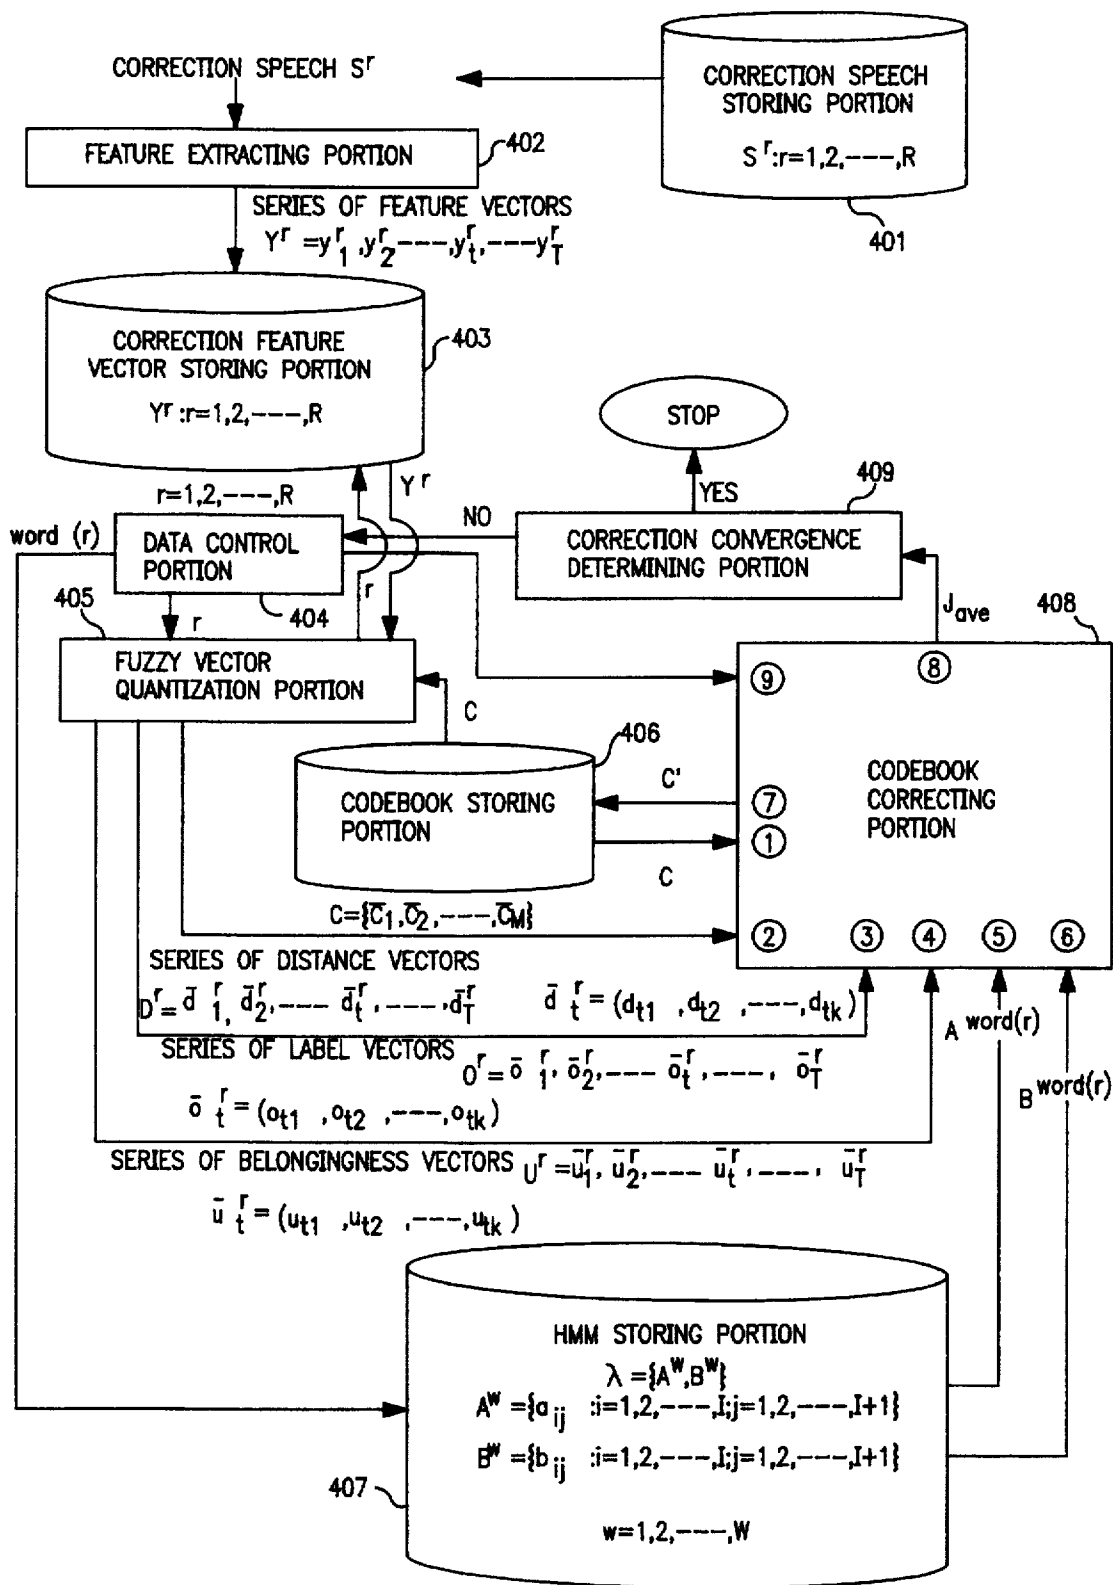 CORRECTION SPEECH S^r
CORRECTION SPEECH
STORING PORTION
S^r:r=1,2,---,R
401
FEATURE EXTRACTING PORTION
402
SERIES OF FEATURE VECTORS
Y^r =y^r_1,y^r_2,---,y^r_t,---y^r_T
CORRECTION FEATURE
VECTOR STORING PORTION
Y^r:r=1,2,---,R
403
STOP
r=1,2,---,R
Y^r
YES
409
word (r)
NO
DATA CONTROL
PORTION
CORRECTION CONVERGENCE
DETERMINING PORTION
405
r
404
r
J_ave
408
FUZZY VECTOR
QUANTIZATION PORTION
C
⑨
⑧
406
CODEBOOK STORING
PORTION
C'
C
⑦
①
CODEBOOK
CORRECTING
PORTION
C={c̄_1,c̄_2,---,c̄_M}
② ③ ④ ⑤ ⑥
SERIES OF DISTANCE VECTORS
D^r= d̄^r_1, d̄^r_2,--- d̄^r_t,---,d̄^r_T d̄^r_t=(d_t1 ,d_t2 ,---,d_tk)
A^word(r)
SERIES OF LABEL VECTORS O^r= ō^r_1, ō^r_2,--- ō^r_t,---, ō^r_T
B^word(r)
ō^r_t=(o_t1 ,o_t2 ,---,o_tk)
SERIES OF BELONGINGNESS VECTORS U^r=ū^r_1, ū^r_2,--- ū^r_t,---, ū^r_T
ū^r_t=(u_t1 ,u_t2 ,---,u_tk)
HMM STORING PORTION
λ={A^w,B^w}
A^w={a_ij :i=1,2,---,I;j=1,2,---,I+1}
B^w={b_ij :i=1,2,---,I;j=1,2,---,I+1}
407
w=1,2,---,W